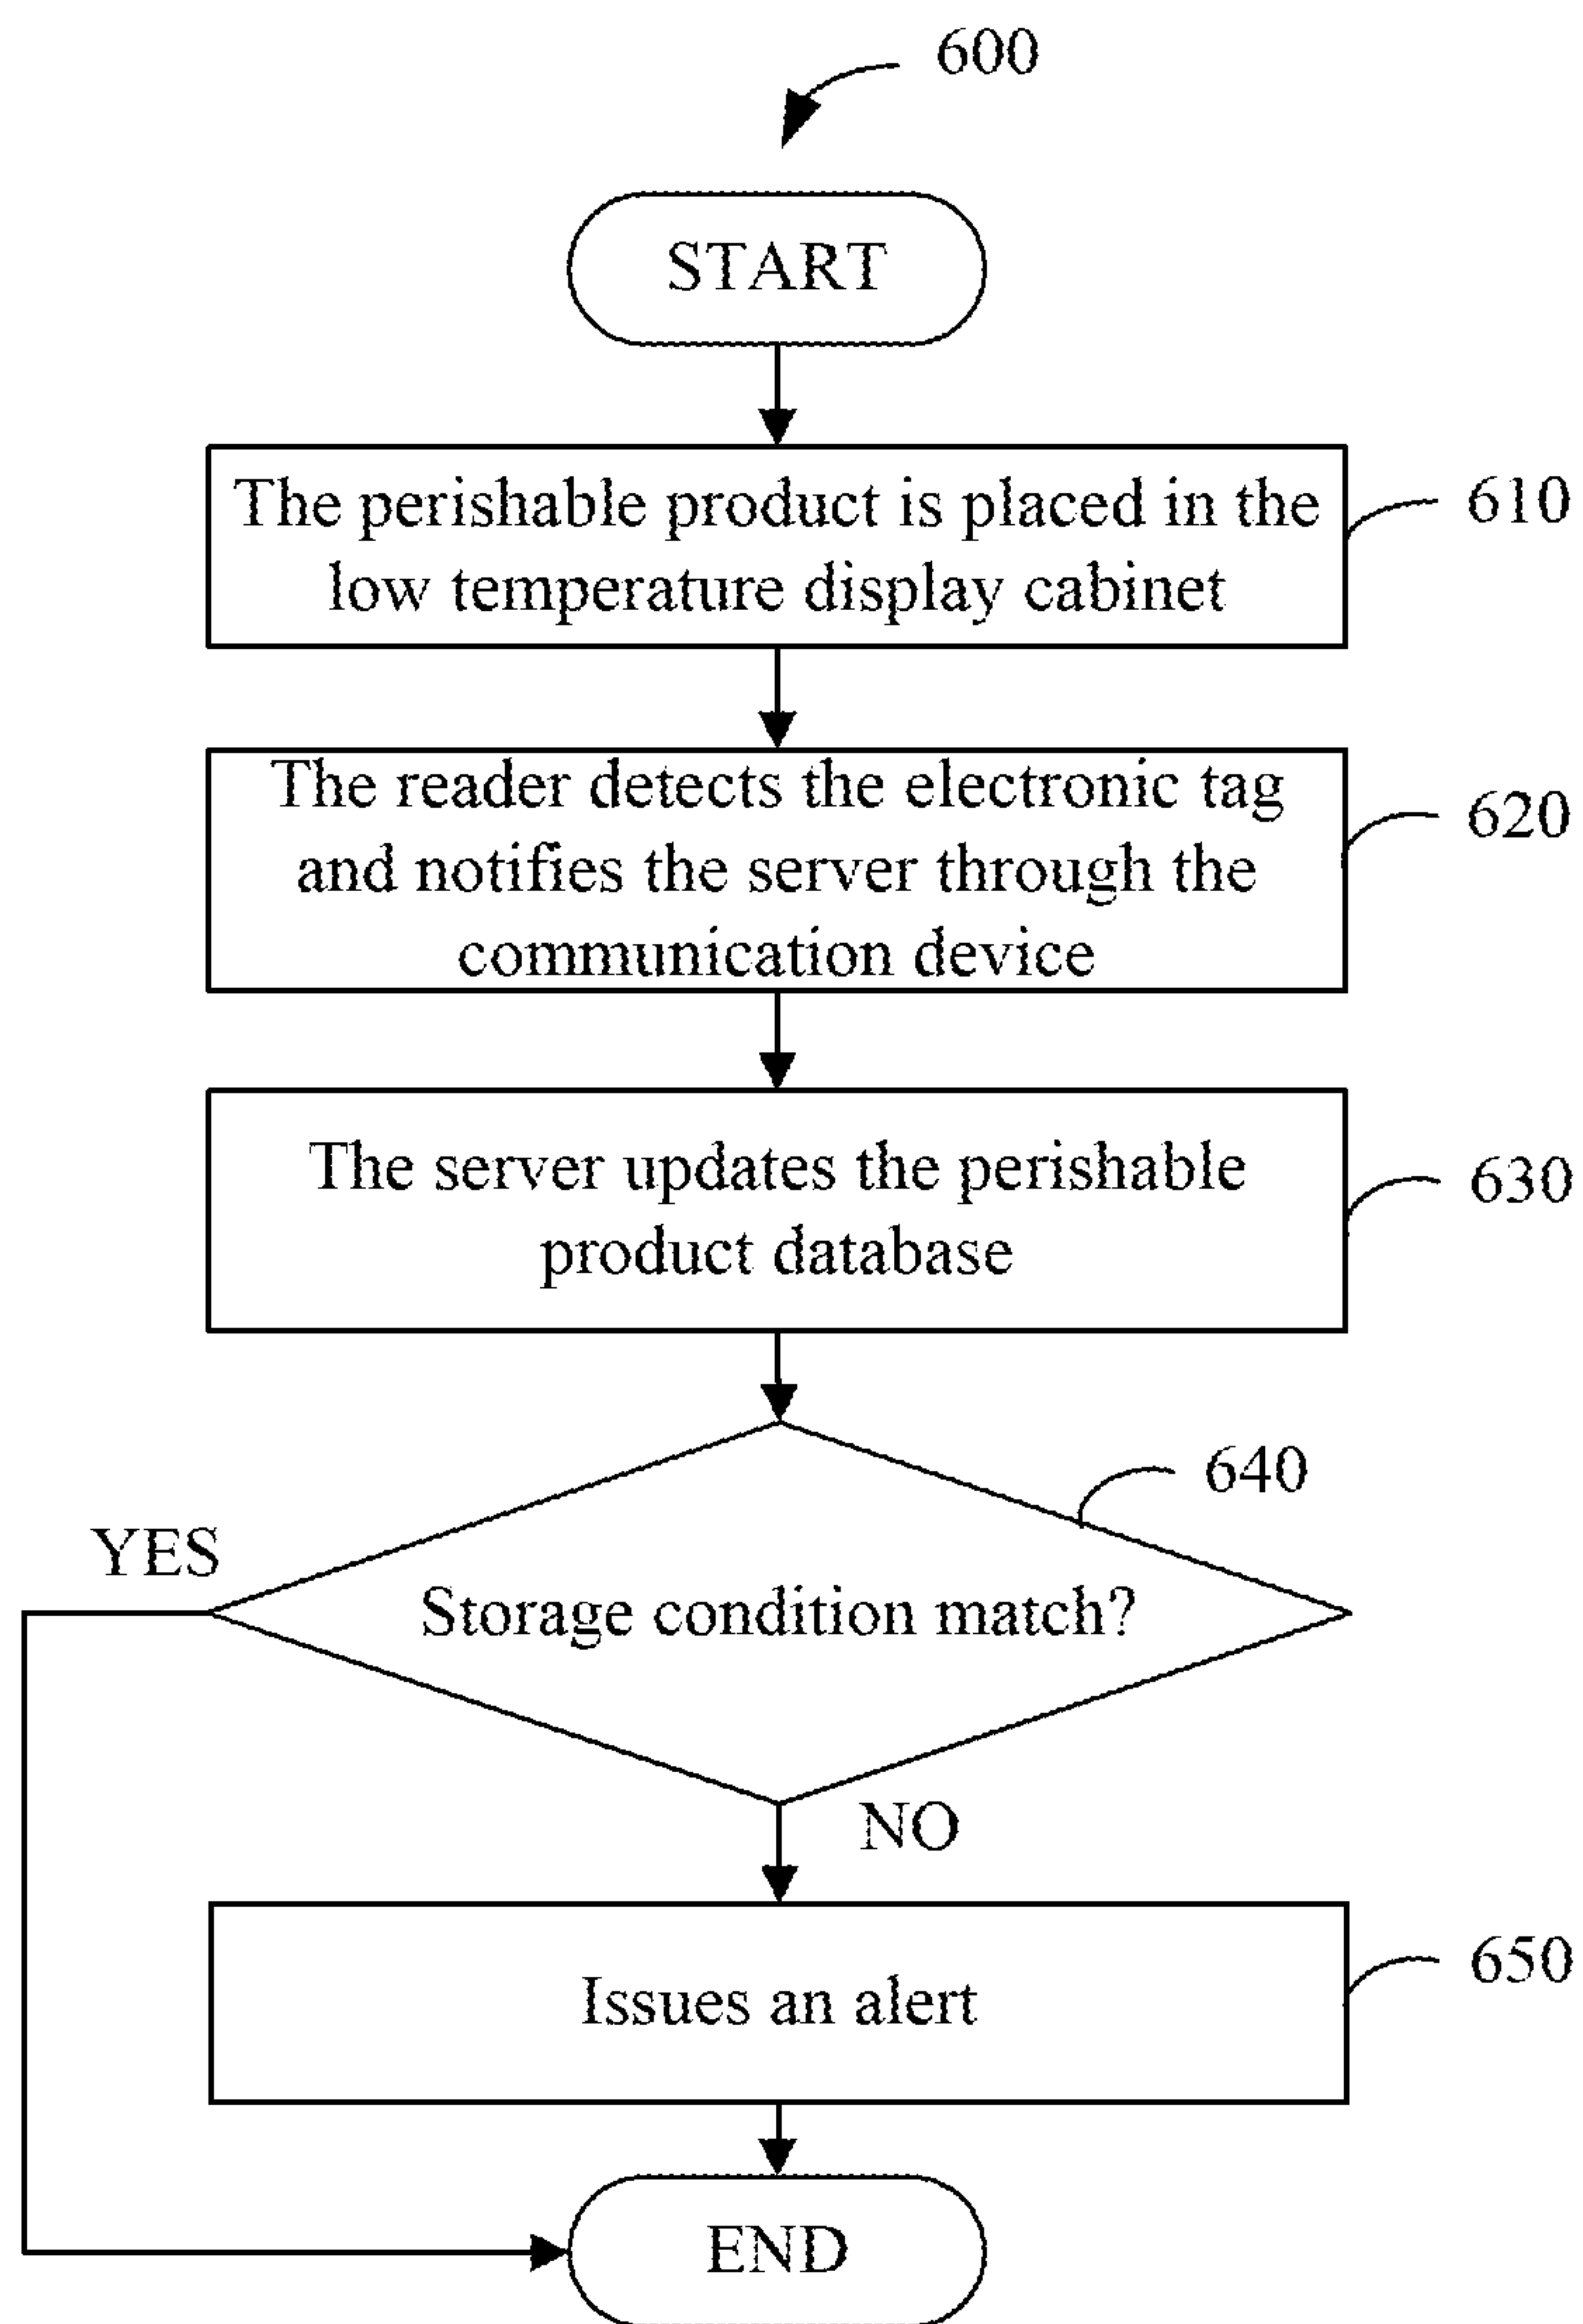 600
START
The perishable product is placed in the
low temperature display cabinet
610
The reader detects the electronic tag
and notifies the server through the
communication device
620
The server updates the perishable
product database
630
640
YES
Storage condition match?
NO
Issues an alert
650
END